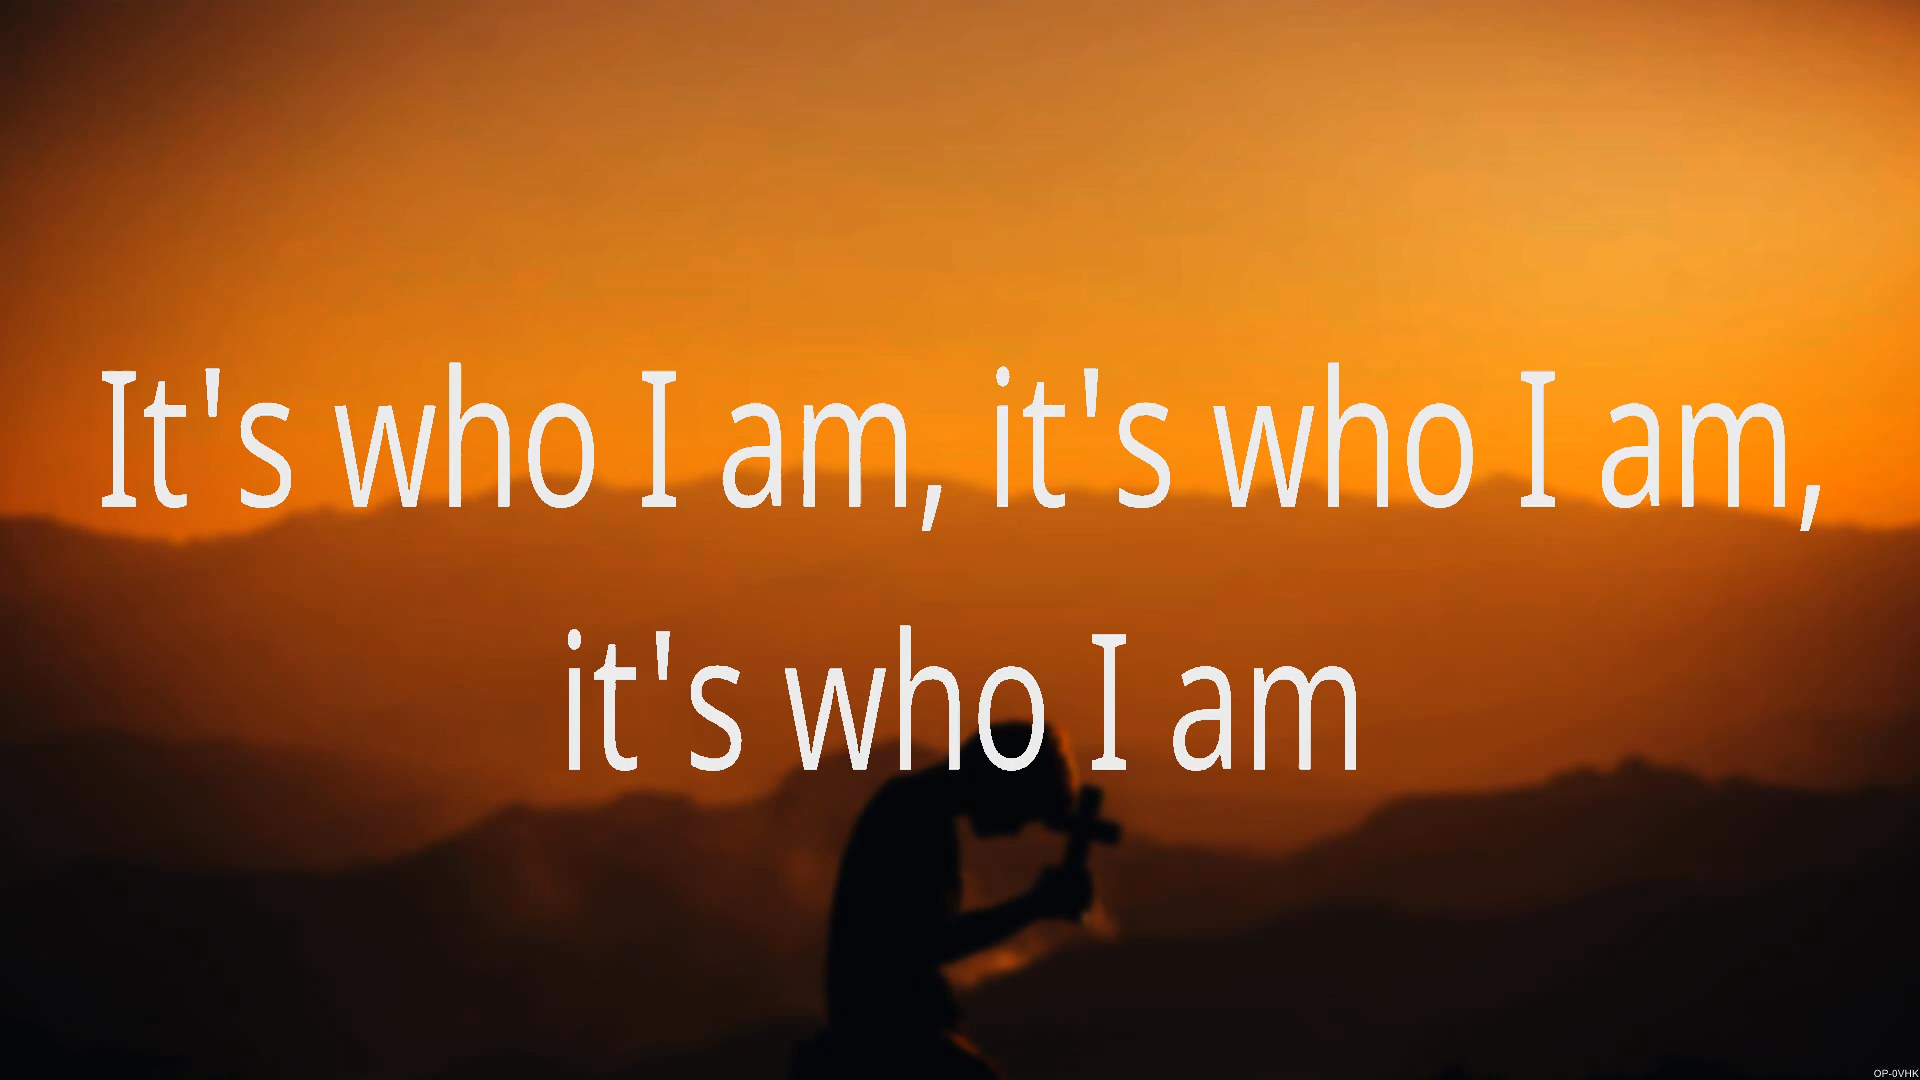 It's who I am, it's who I am,
it's who I am
OP-0VHK